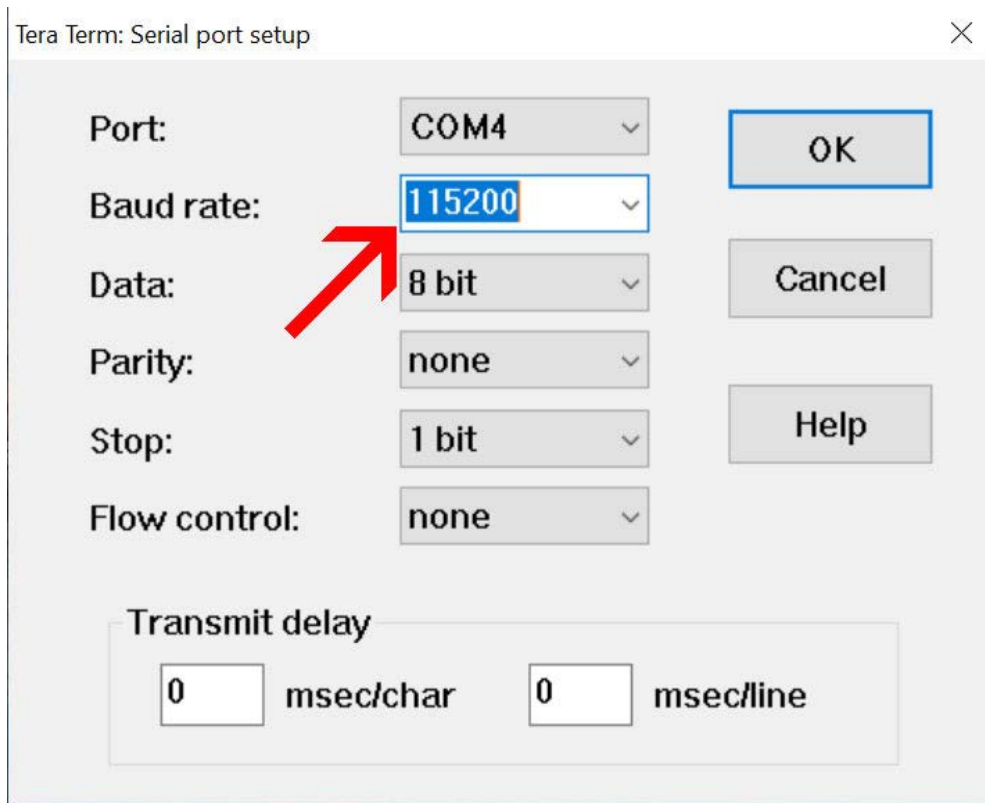 Tera Term: Serial port setup
Port: COM4
OK
Baud rate: 115200
Data: 8 bit
Cancel
Parity: none
Stop: 1 bit
Help
Flow control: none
Transmit delay
0 msec/char 0 msec/line